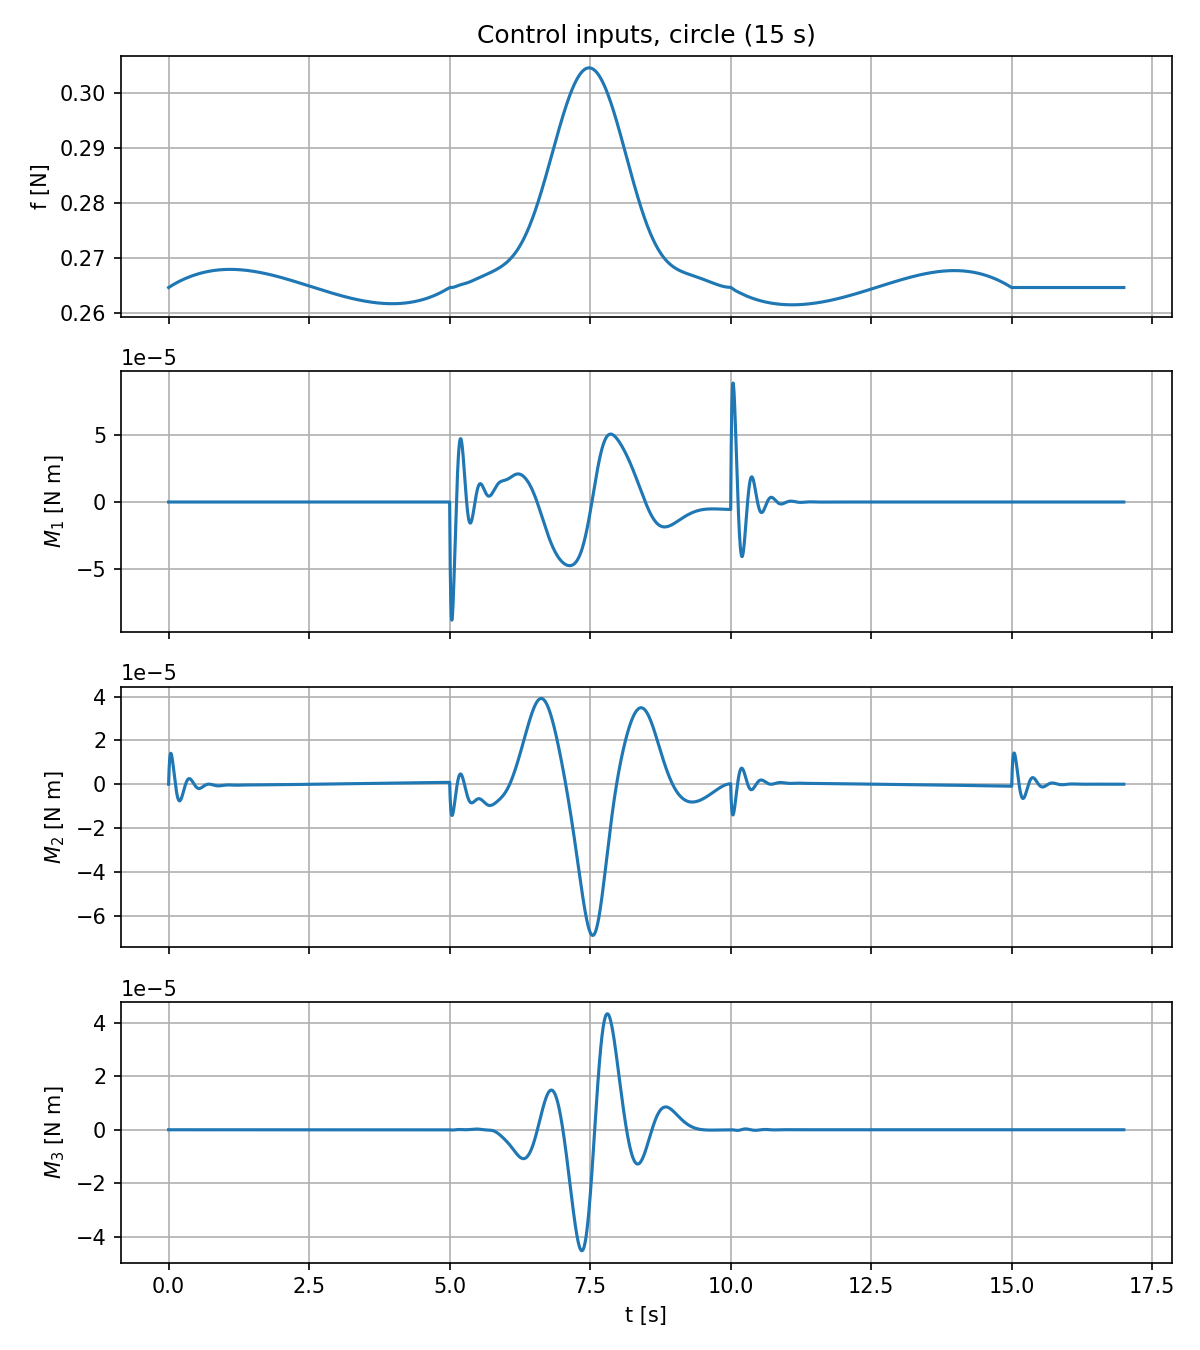 Control inputs, circle (15 s)
0.30
0.29
0.28
0.27
0.26
f [N]
1e−5
5
0
−5
M₁ [N m]
1e−5
4
2
0
−2
−4
−6
M₂ [N m]
1e−5
4
2
0
−2
−4
M₃ [N m]
0.0 2.5 5.0 7.5 10.0 12.5 15.0 17.5
t [s]